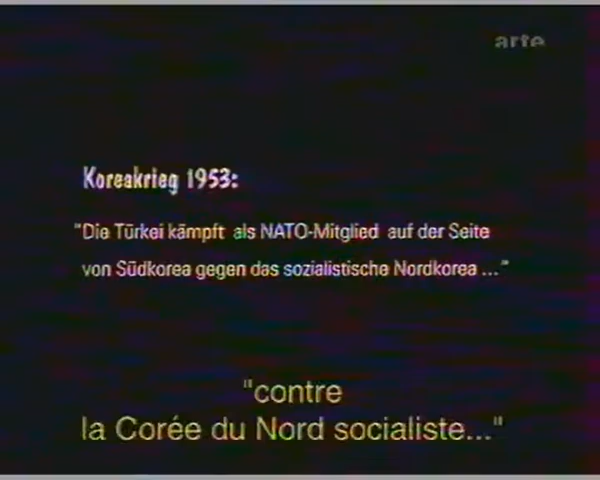 arte
Koreakrieg 1953:
"Die Türkei kämpft als NATO-Mitglied auf der Seite
von Südkorea gegen das sozialistische Nordkorea ..."
"contre
la Corée du Nord socialiste..."